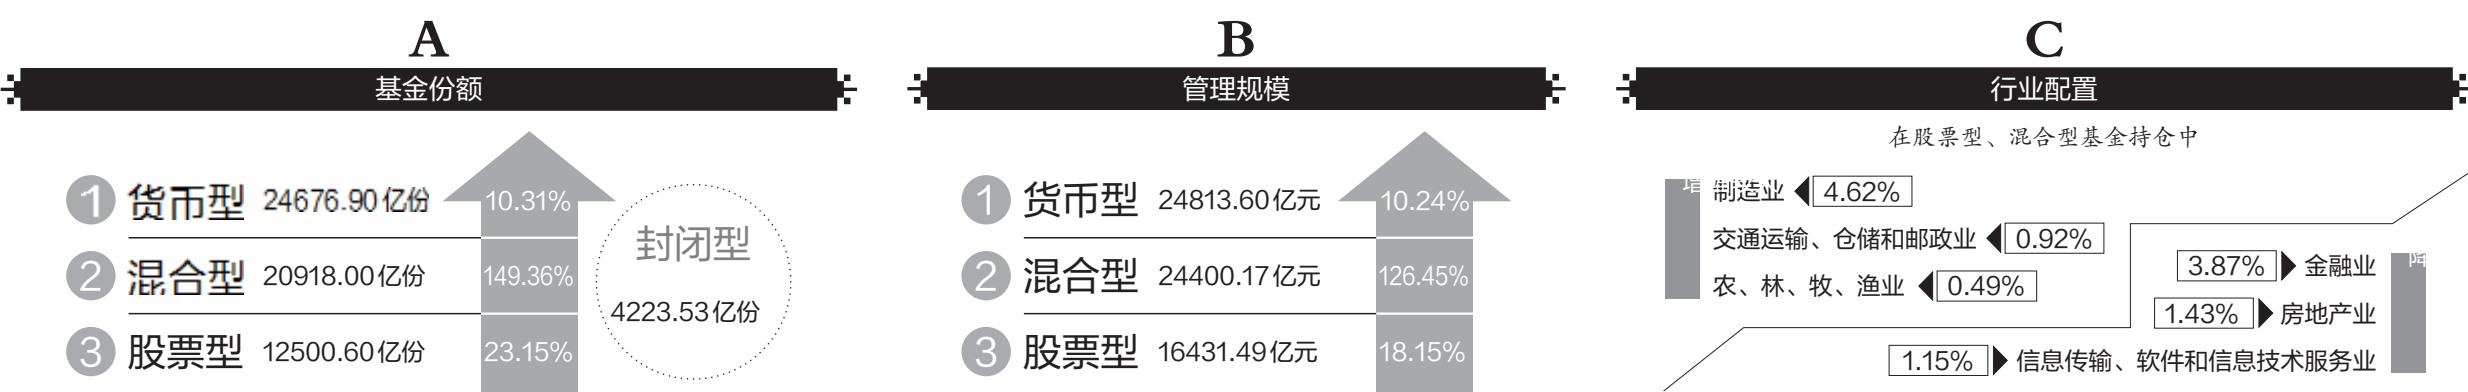 A
基金份额
1 货币型 24676.90亿份 10.31%
2 混合型 20918.00亿份 149.36%
3 股票型 12500.60亿份 23.15%
封闭型
4223.53亿份
B
管理规模
1 货币型 24813.60亿元 10.24%
2 混合型 24400.17亿元 126.45%
3 股票型 16431.49亿元 18.15%
C
行业配置
在股票型、混合型基金持仓中
增
制造业 4.62%
交通运输、仓储和邮政业 0.92%
农、林、牧、渔业 0.49%
降
3.87% 金融业
1.43% 房地产业
1.15% 信息传输、软件和信息技术服务业